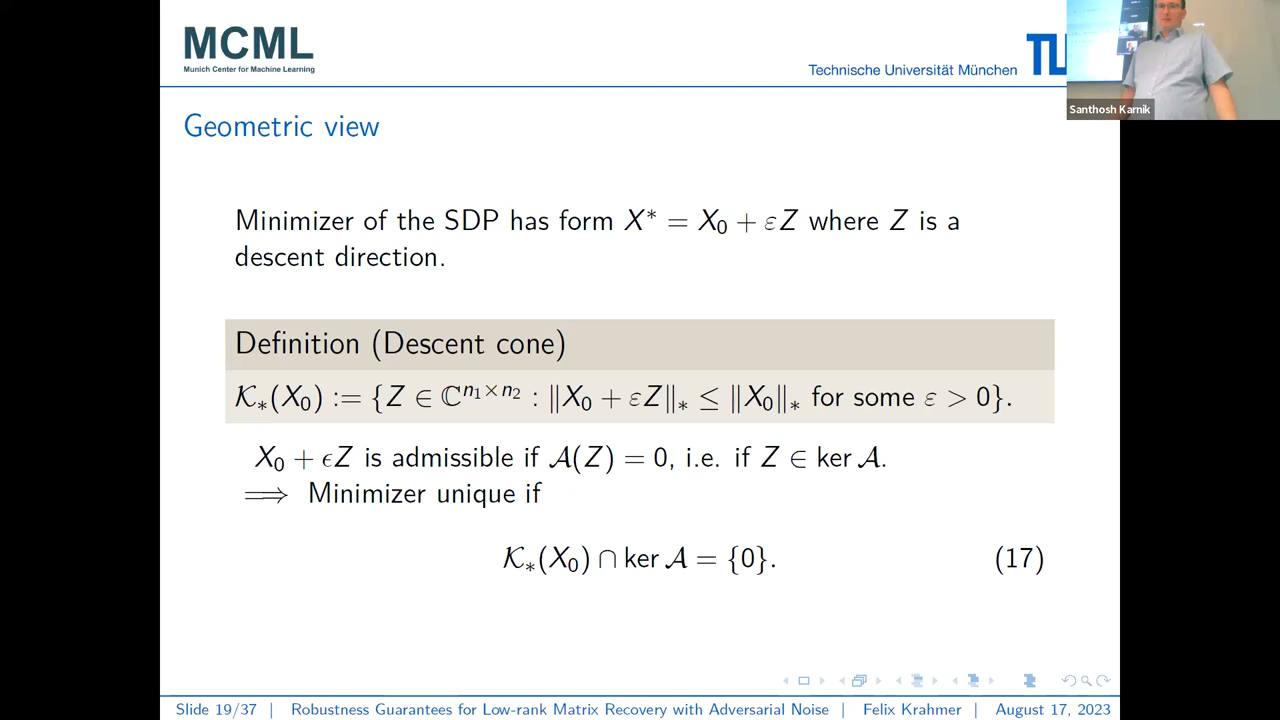 MCML
Munich Center for Machine Learning
Technische Universität München
TU
Santhosh Karnik
Geometric view
Minimizer of the SDP has form X* = X₀ + εZ where Z is a
descent direction.
Definition (Descent cone)
𝒦∗(X₀) := {Z ∈ ℂⁿ¹ˣⁿ² : ‖X₀ + εZ‖∗ ≤ ‖X₀‖∗ for some ε > 0}.
X₀ + ϵZ is admissible if 𝒜(Z) = 0, i.e. if Z ∈ ker 𝒜.
⟹ Minimizer unique if
𝒦∗(X₀) ∩ ker 𝒜 = {0}. (17)
Slide 19/37 | Robustness Guarantees for Low-rank Matrix Recovery with Adversarial Noise | Felix Krahmer | August 17, 2023